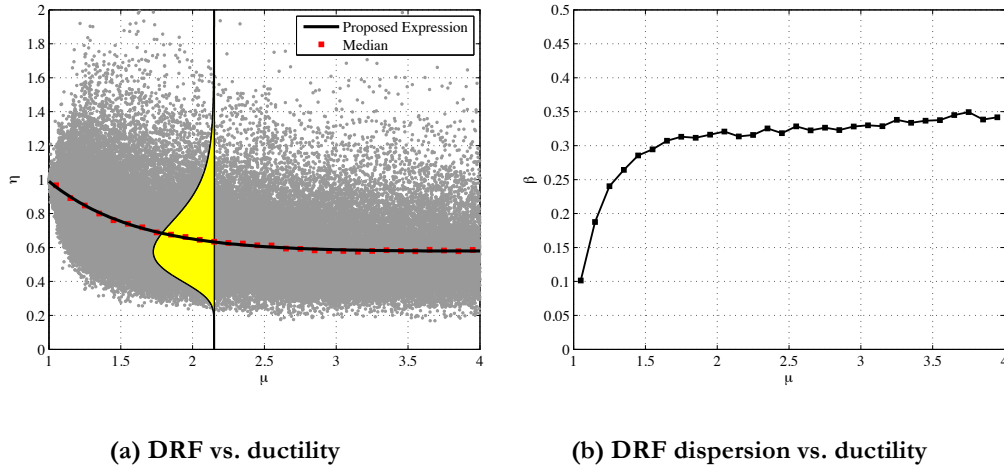 2
1.8
1.6
1.4
1.2
1
0.8
0.6
0.4
0.2
0
η
1 1.5 2 2.5 3 3.5 4
μ
Proposed Expression
Median
(a) DRF vs. ductility
0.5
0.45
0.4
0.35
0.3
0.25
0.2
0.15
0.1
0.05
0
β
1 1.5 2 2.5 3 3.5 4
μ
(b) DRF dispersion vs. ductility